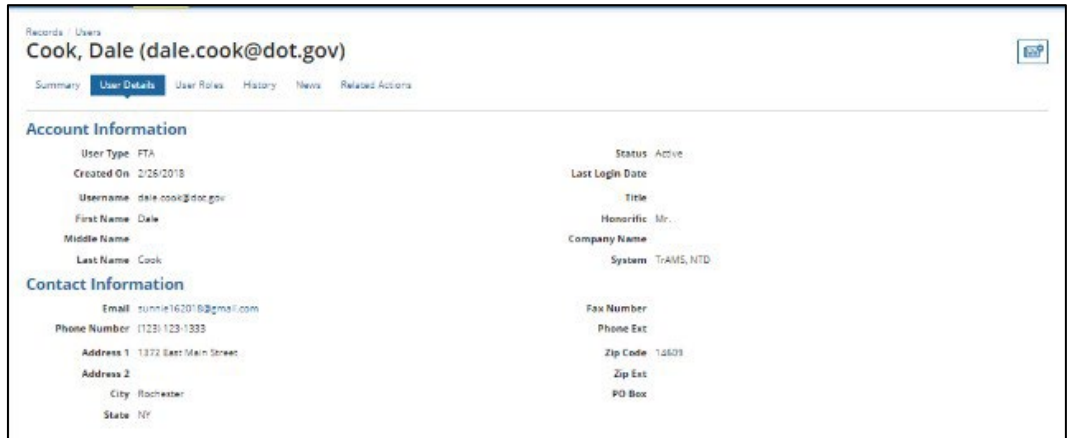 Records / Users
Cook, Dale (dale.cook@dot.gov)
Summary User Details User Roles History News Related Actions
Account Information
User Type FTA Status Active
Created On 2/26/2018 Last Login Date
Username dale.cook@dot.gov Title
First Name Dale Honorific Mr.
Middle Name Company Name
Last Name Cook System TrAMS, NTD
Contact Information
Email sunnie162018@gmail.com Fax Number
Phone Number (123) 123-1333 Phone Ext
Address 1 1372 East Main Street Zip Code 14609
Address 2 Zip Ext
City Rochester PO Box
State NY